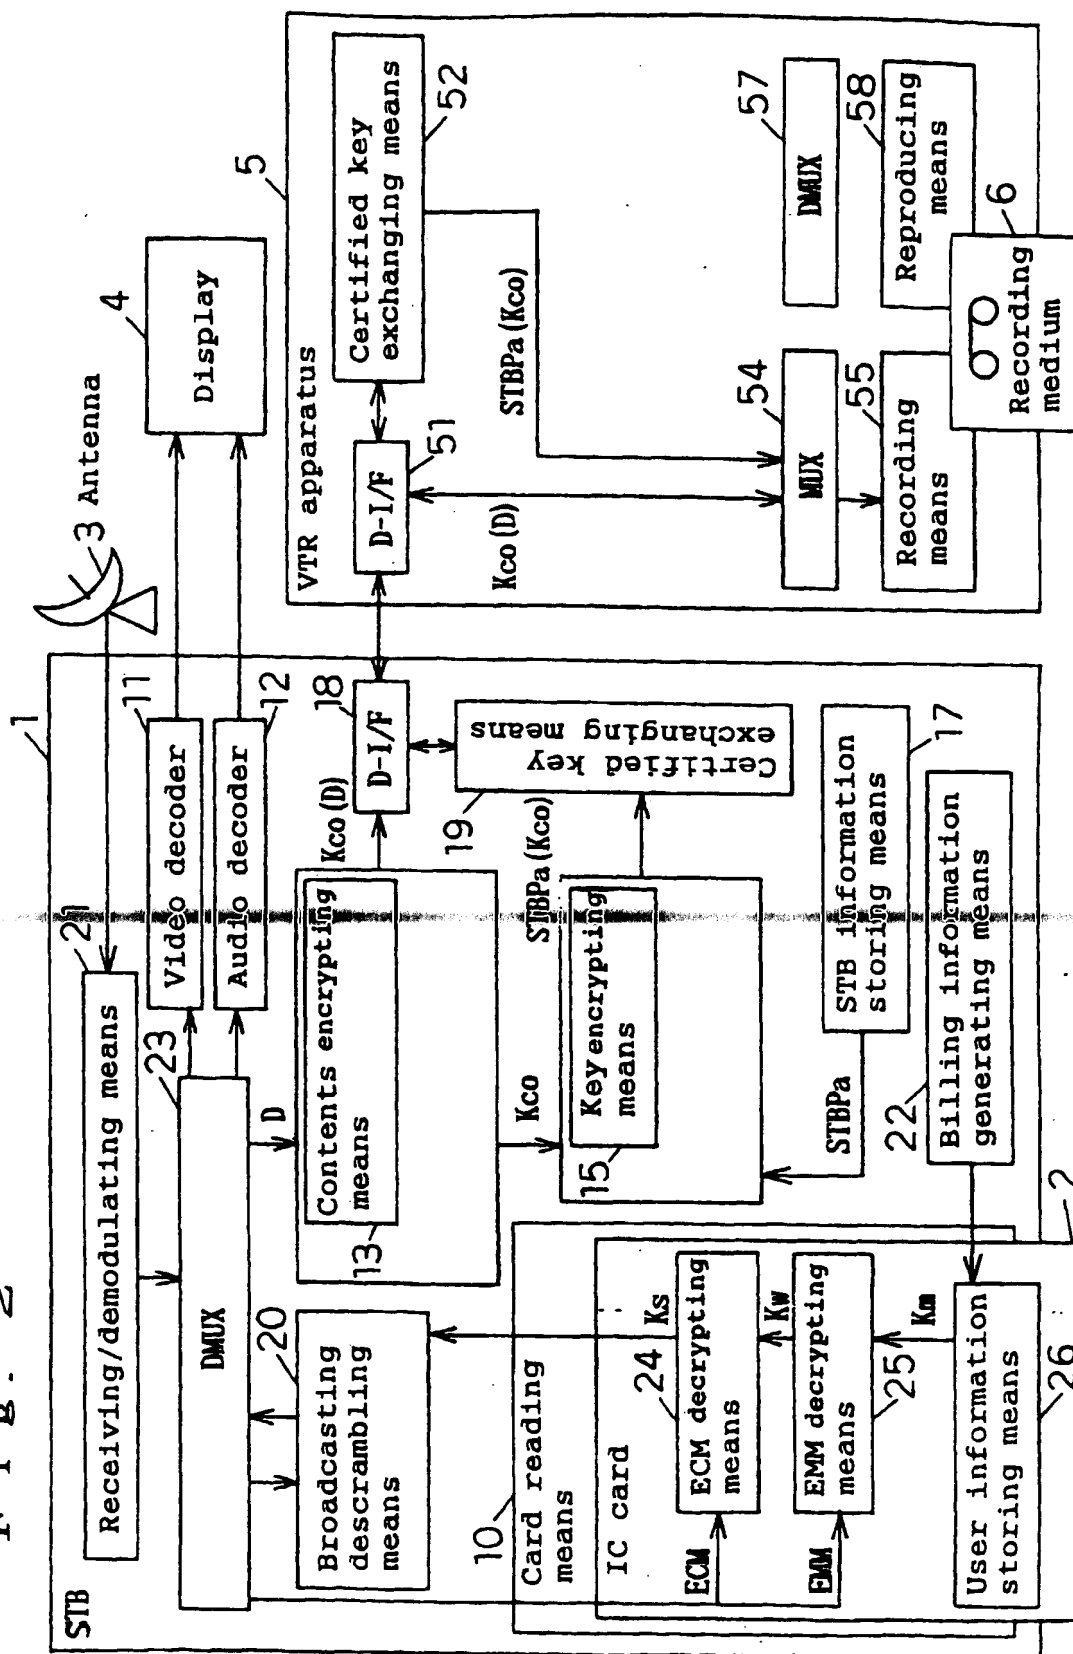 Fig. 2
STB
1
Receiving/demodulating means
21
3 Antenna
DMUX
23
Video decoder
11
Audio decoder
12
Display
4
Broadcasting
descrambling
means
20
D
Contents encrypting
means
13
Kco(D)
D-I/F
18
Certified key
exchanging means
19
Kco
STBPa(Kco)
Key encrypting
means
15
STBPa
STB information
storing means
17
Billing information
generating means
22
Card reading
means
10
IC card
2
Ks
ECM decrypting
means
24
ECM
Kw
EMM decrypting
means
25
EMM
Km
User information
storing means
26
VTR apparatus
5
D-I/F
51
Certified key
exchanging means
52
Kco(D)
STBPa(Kco)
MUX
54
DMUX
57
Recording
means
55
Reproducing
means
58
Recording
medium
6